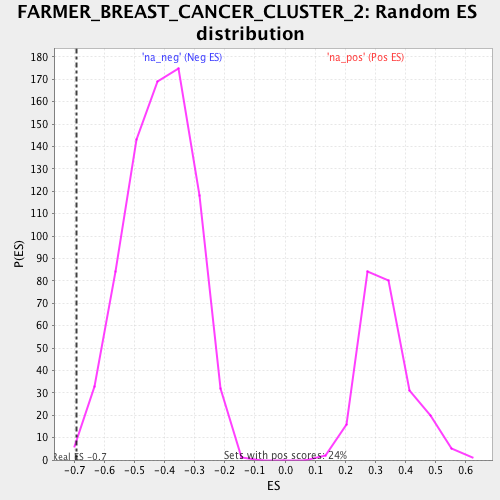 FARMER_BREAST_CANCER_CLUSTER_2: Random ES
distribution
'na_neg' (Neg ES)
'na_pos' (Pos ES)
180
170
160
150
140
130
120
110
100
90
80
70
60
50
40
30
20
10
0
P(ES)
Real ES -0.7
Sets with pos scores: 24%
-0.7 -0.6 -0.5 -0.4 -0.3 -0.2 -0.1 0.0 0.1 0.2 0.3 0.4 0.5 0.6
ES